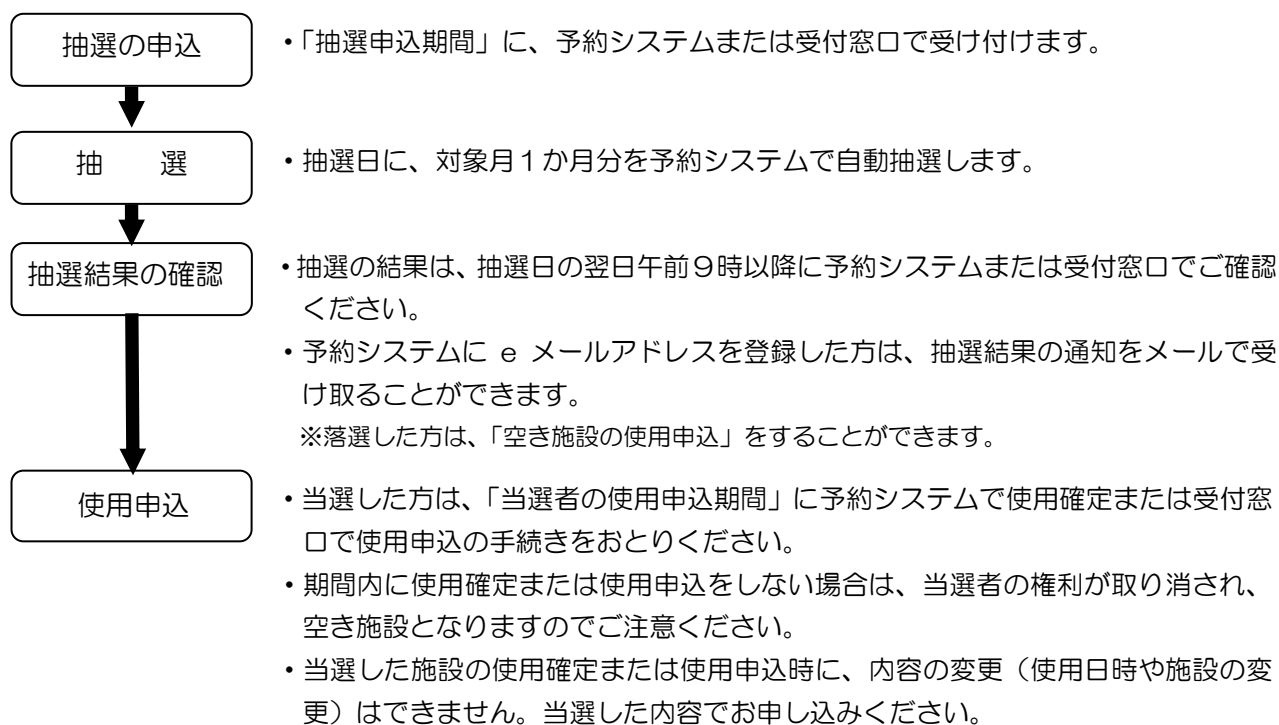 抽選の申込
・「抽選申込期間」に、予約システムまたは受付窓口で受け付けます。
抽　　選
・抽選日に、対象月１か月分を予約システムで自動抽選します。
抽選結果の確認
・抽選の結果は、抽選日の翌日午前９時以降に予約システムまたは受付窓口でご確認
ください。
・予約システムに e メールアドレスを登録した方は、抽選結果の通知をメールで受
け取ることができます。
※落選した方は、「空き施設の使用申込」をすることができます。
使用申込
・当選した方は、「当選者の使用申込期間」に予約システムで使用確定または受付窓
口で使用申込の手続きをおとりください。
・期間内に使用確定または使用申込をしない場合は、当選者の権利が取り消され、
空き施設となりますのでご注意ください。
・当選した施設の使用確定または使用申込時に、内容の変更（使用日時や施設の変
更）はできません。当選した内容でお申し込みください。